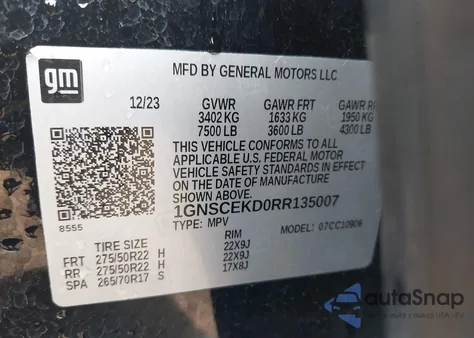 gm
MFD BY GENERAL MOTORS LLC
12/23 GVWR GAWR FRT GAWR
3402 KG 1633 KG 1950 KG
7500 LB 3600 LB 4300 LB
THIS VEHICLE CONFORMS TO ALL
APPLICABLE U.S. FEDERAL MOTOR
VEHICLE SAFETY STANDARDS IN
EFFECT ON THE DATE OF
MANUFACTURE SHOWN ABOVE.
1GNSCEKD0RR135007
8555
TYPE: MPV MODEL: 07CC10906
TIRE SIZE RIM
FRT 275/50R22 H 22X9J
RR 275/50R22 H 22X9J
SPA 265/70R17 S 17X8J
autaSnap